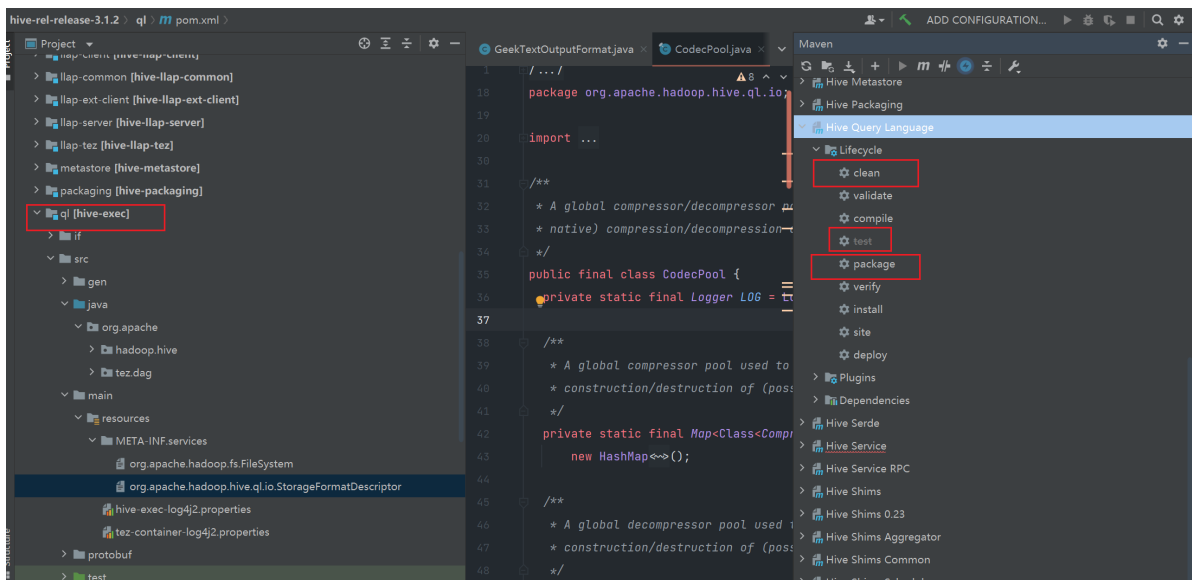 hive-rel-release-3.1.2 › ql › m pom.xml ›
ADD CONFIGURATION...
Project
GeekTextOutputFormat.java
CodecPool.java
Maven
Project
llap-client [hive-llap-client]
llap-common [hive-llap-common]
llap-ext-client [hive-llap-ext-client]
llap-server [hive-llap-server]
llap-tez [hive-llap-tez]
metastore [hive-metastore]
packaging [hive-packaging]
ql [hive-exec]
if
src
gen
java
org.apache
hadoop.hive
tez.dag
main
resources
META-INF.services
org.apache.hadoop.fs.FileSystem
org.apache.hadoop.hive.ql.io.StorageFormatDescriptor
hive-exec-log4j2.properties
tez-container-log4j2.properties
protobuf
test
Structure
8
1 /.../
18 package org.apache.hadoop.hive.ql.io;
19
20 import ...
30
31 /**
32 * A global compressor/decompressor
33 * native) compression/decompression
34 */
35 public final class CodecPool {
36 private static final Logger LOG =
37
38 /**
39 * A global compressor pool used to
40 * construction/destruction of (poss
41 */
42 private static final Map<Class<Compr
43 new HashMap<~>();
44
45 /**
46 * A global decompressor pool used t
47 * construction/destruction of (poss
48 */
Hive Metastore
Hive Packaging
Hive Query Language
Lifecycle
clean
validate
compile
test
package
verify
install
site
deploy
Plugins
Dependencies
Hive Serde
Hive Service
Hive Service RPC
Hive Shims
Hive Shims 0.23
Hive Shims Aggregator
Hive Shims Common